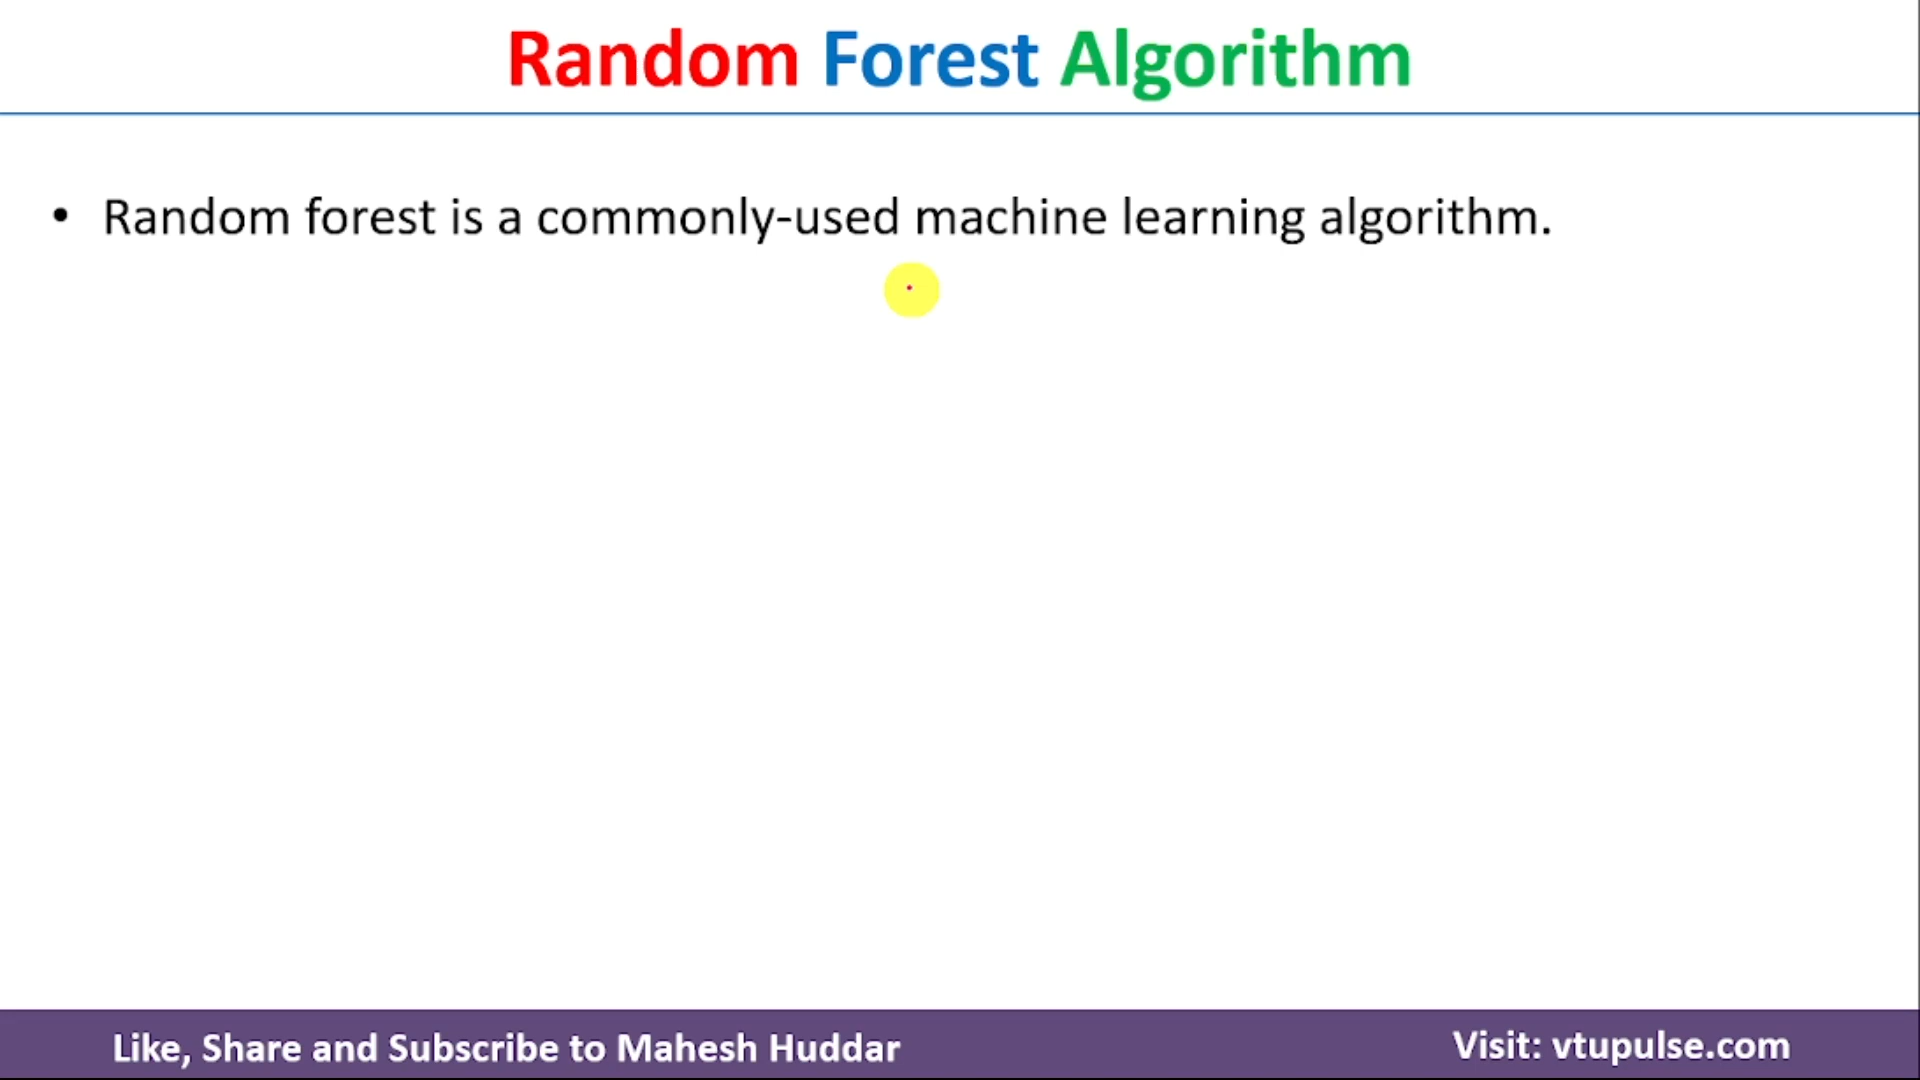 Random Forest Algorithm
• Random forest is a commonly-used machine learning algorithm.
Like, Share and Subscribe to Mahesh Huddar
Visit: vtupulse.com